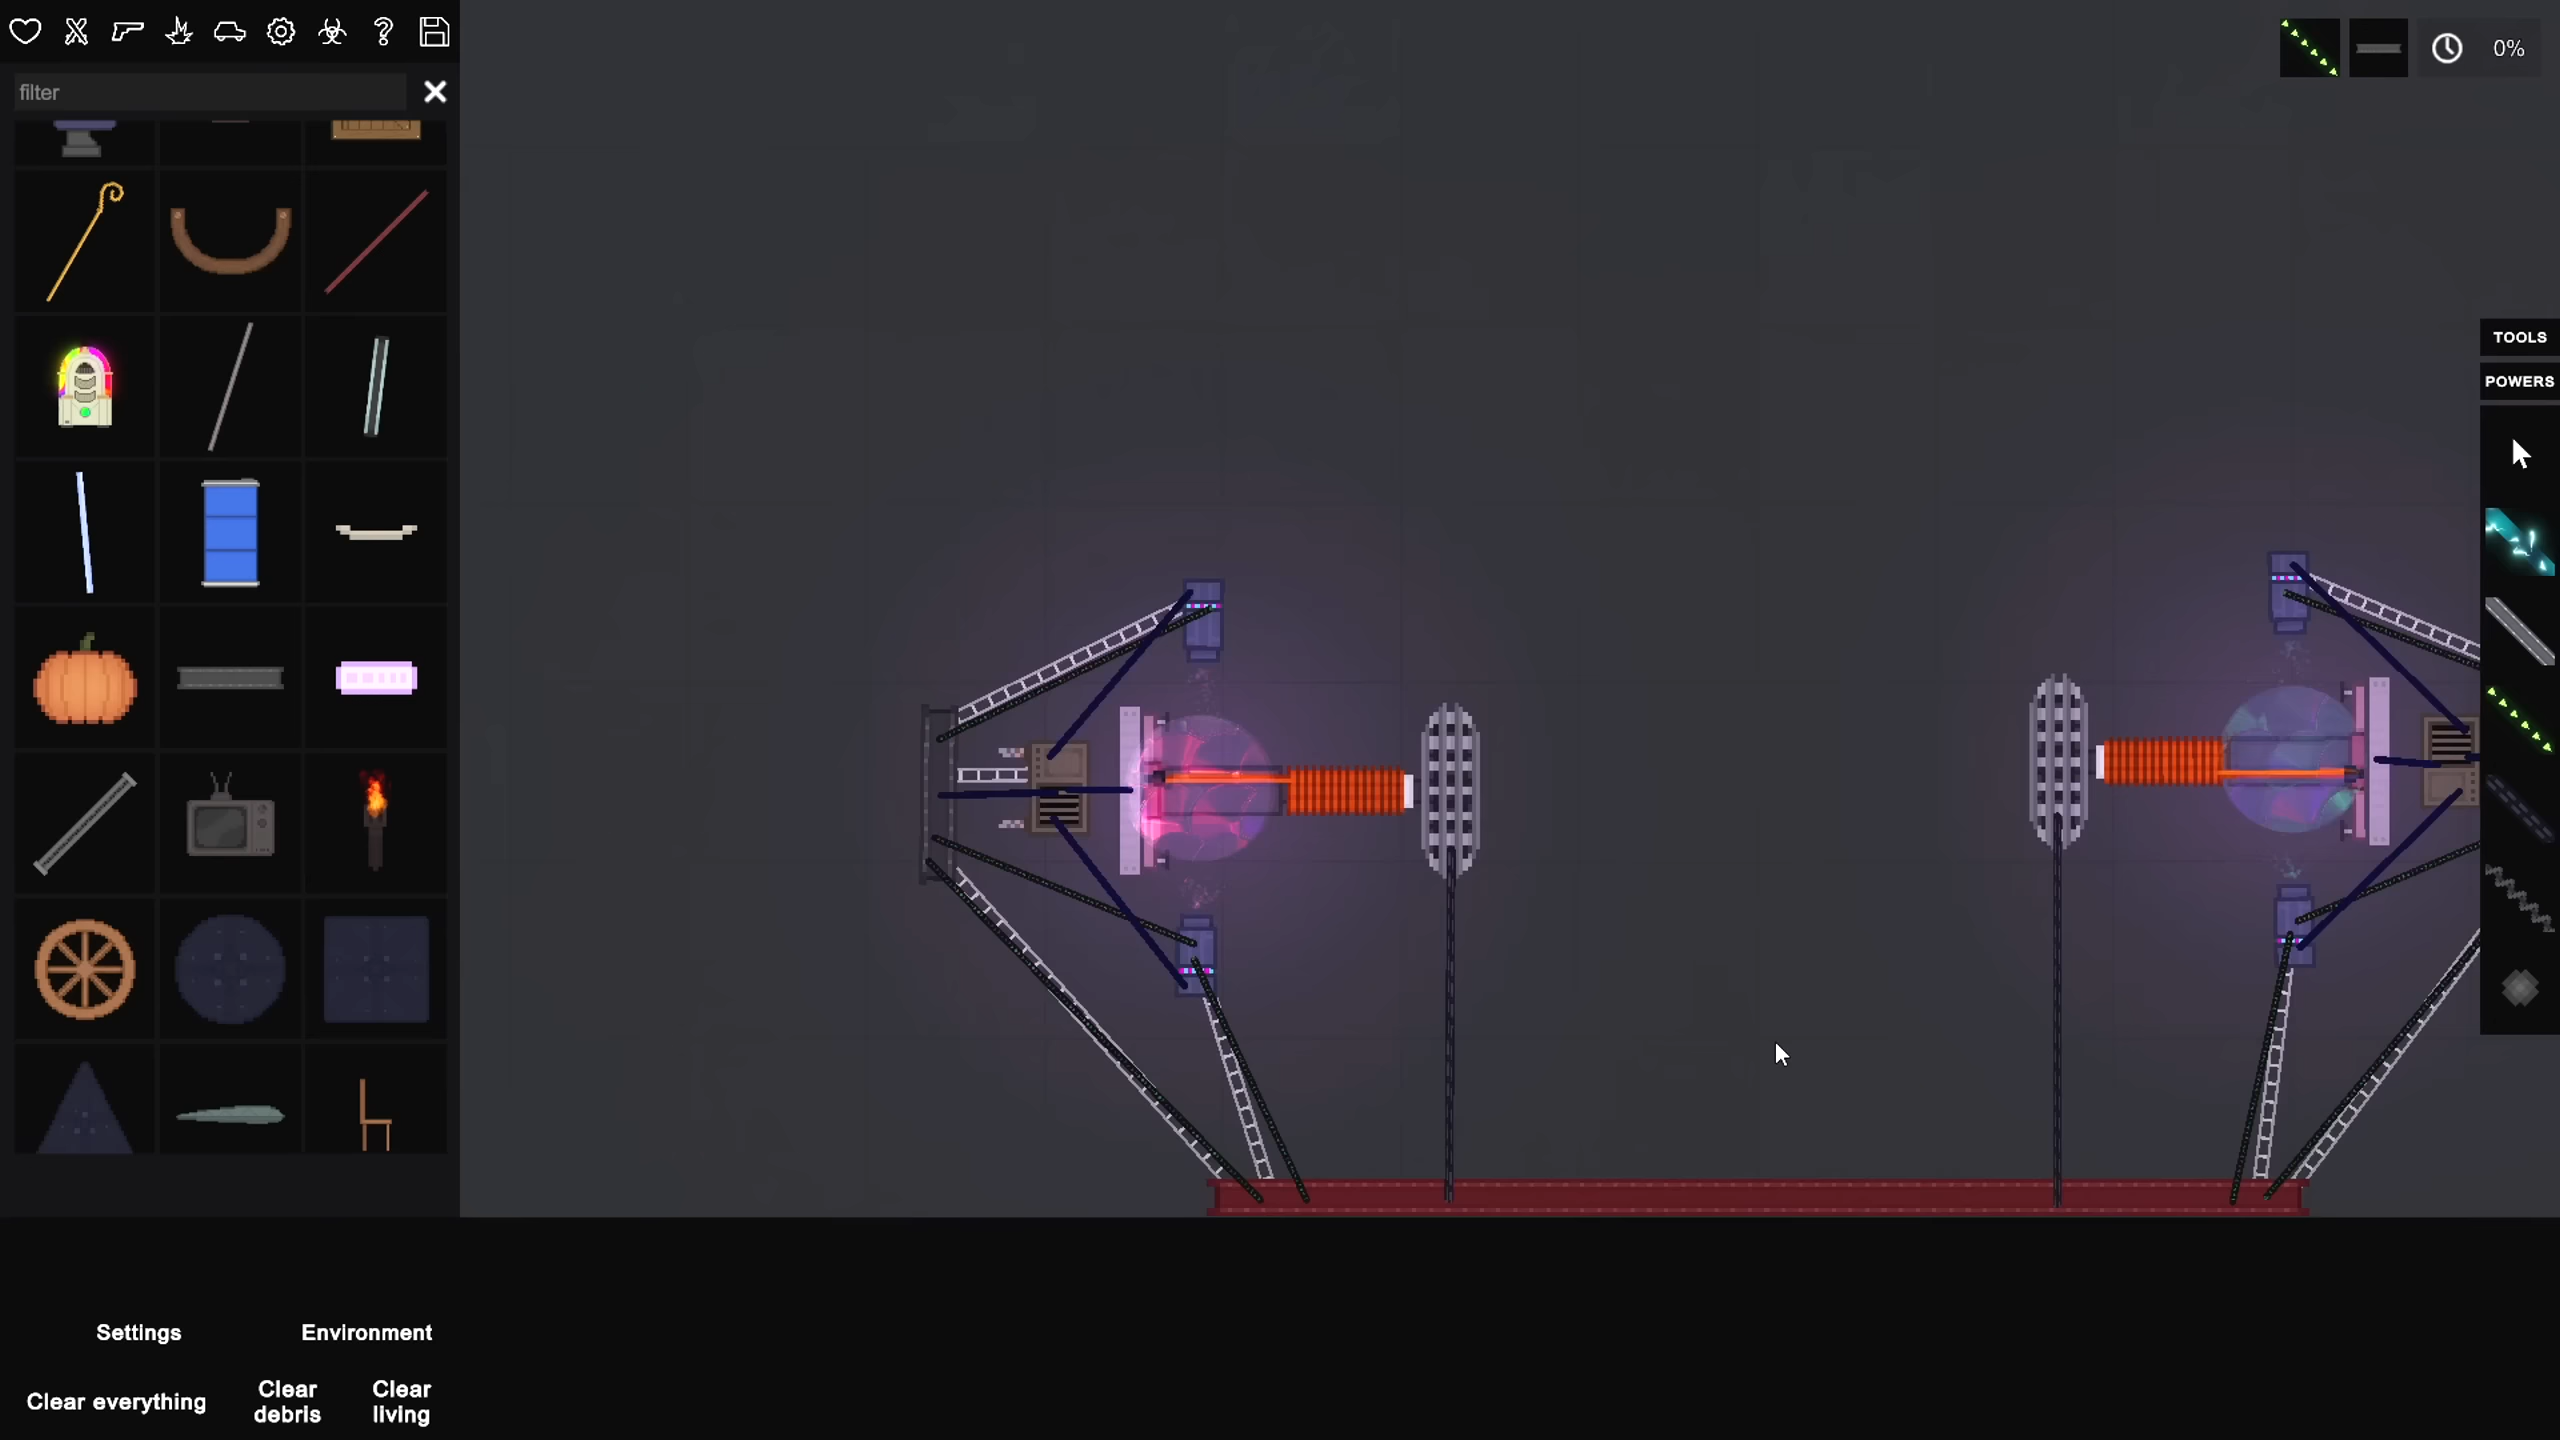 filter
0%
TOOLS
POWERS
Settings
Environment
Clear everything
Clear
debris
Clear
living